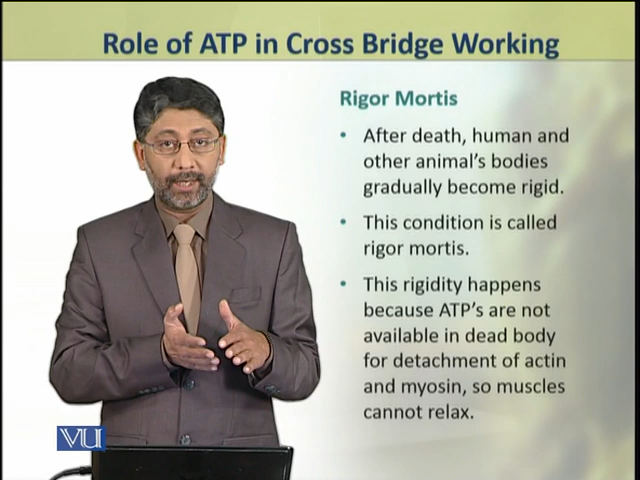 Role of ATP in Cross Bridge Working
Rigor Mortis
• After death, human and
other animal's bodies
gradually become rigid.
• This condition is called
rigor mortis.
• This rigidity happens
because ATP's are not
available in dead body
for detachment of actin
and myosin, so muscles
cannot relax.
VU